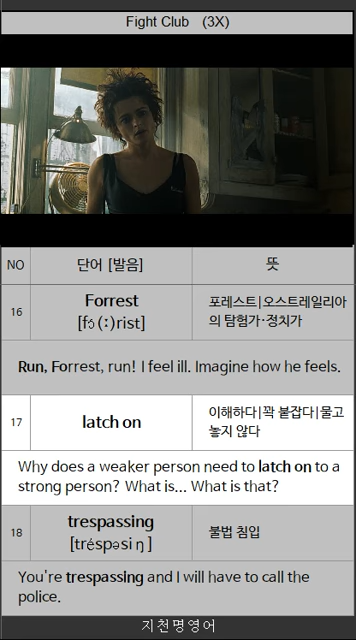 Fight Club (3X)
NO 단어 [발음] 뜻
16 Forrest 포레스트|오스트레일리아
[fɔ́(ː)rist] 의 탐험가·정치가
Run, Forrest, run! I feel ill. Imagine how he feels.
17 latch on 이해하다|꽉 붙잡다|물고
놓지 않다
Why does a weaker person need to latch on to a
strong person? What is... What is that?
18 trespassing 불법 침입
[tréspəsiŋ]
You're trespassing and I will have to call the
police.
지천명영어